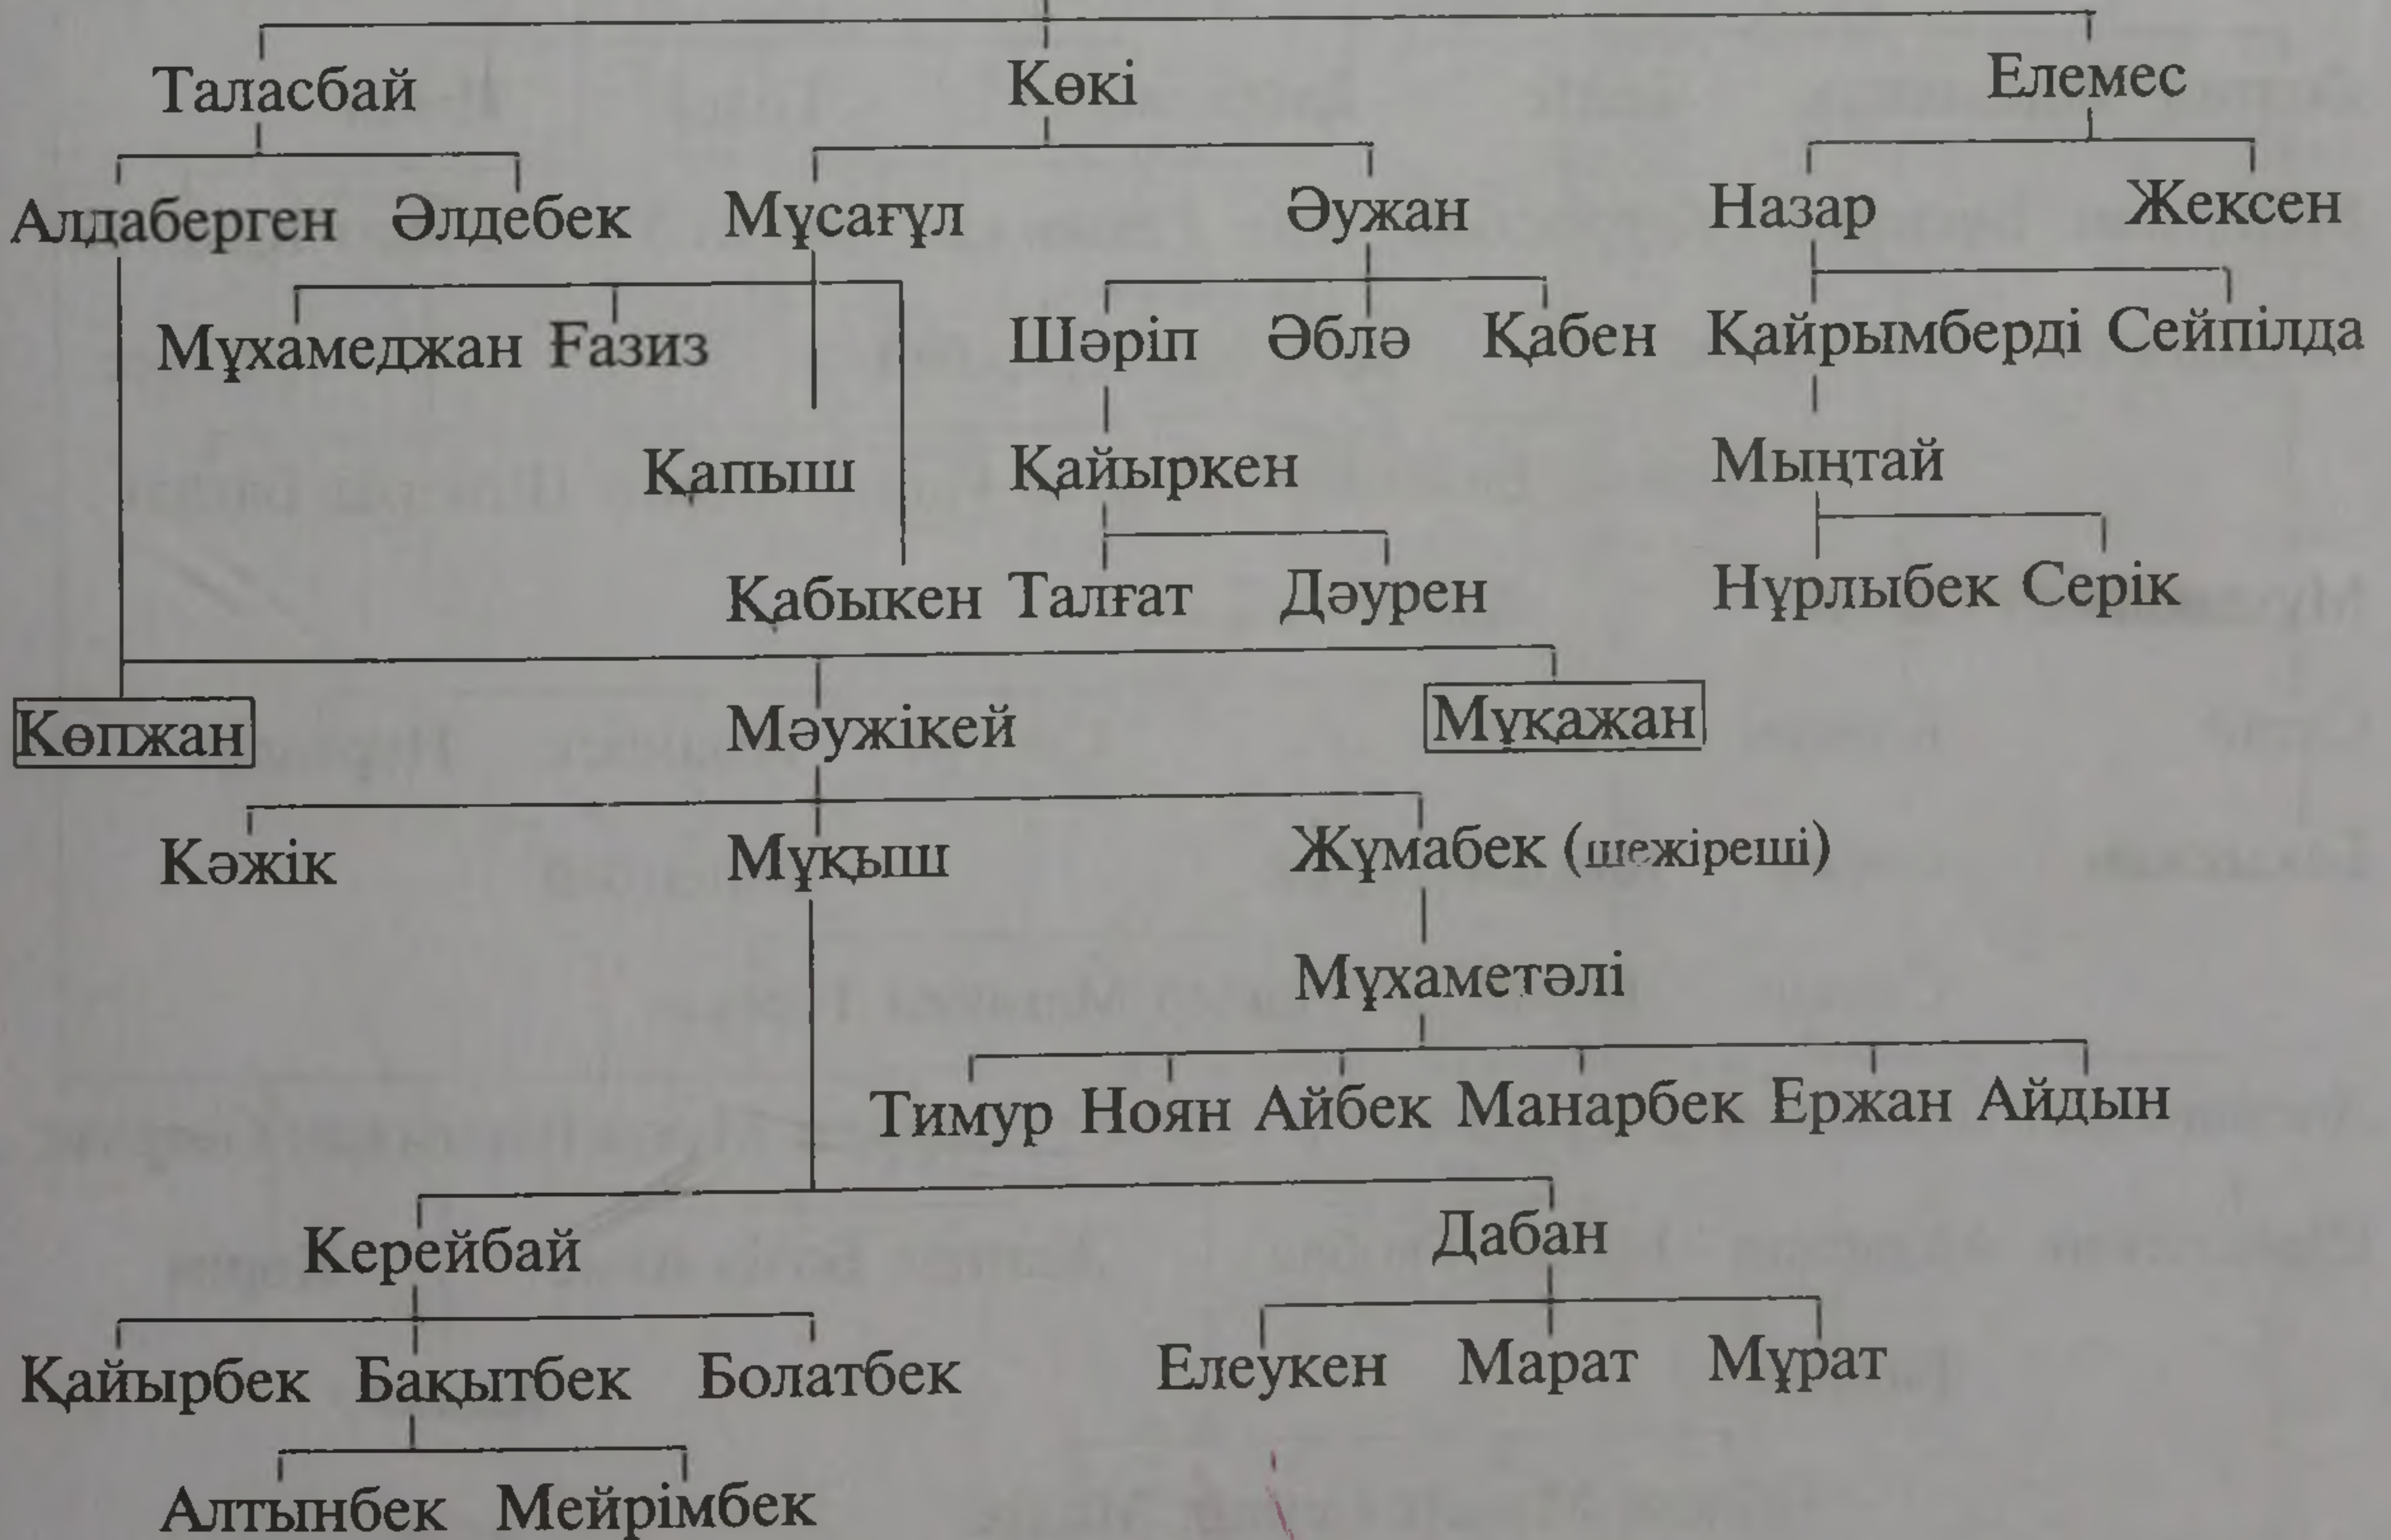 Таласбай Көкі Елемес
Алдаберген Әлдебек Мұсағұл Әужан Назар Жексен
Мұхамеджан Ғазиз Шәріп Әблә Қабен Қайрымберді Сейпілда
Қапыш Қайыркен Мыңтай
Қабыкен Талғат Дәурен Нұрлыбек Серік
Көпжан Мәужікей Мұқажан
Кәжік Мұқыш Жұмабек (шежіреші)
Мұхаметәлі
Тимур Ноян Айбек Манарбек Ержан Айдын
Керейбай Дабан
Қайырбек Бақытбек Болатбек Елеукен Марат Мұрат
Алтынбек Мейрімбек